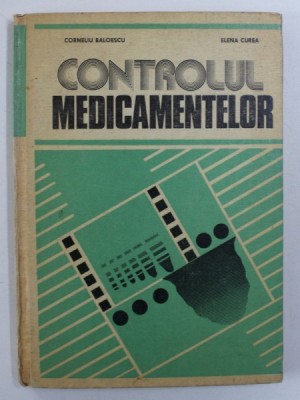 CORNELIU BALOESCU ELENA CUREA
CONTROLUL
MEDICAMENTELOR